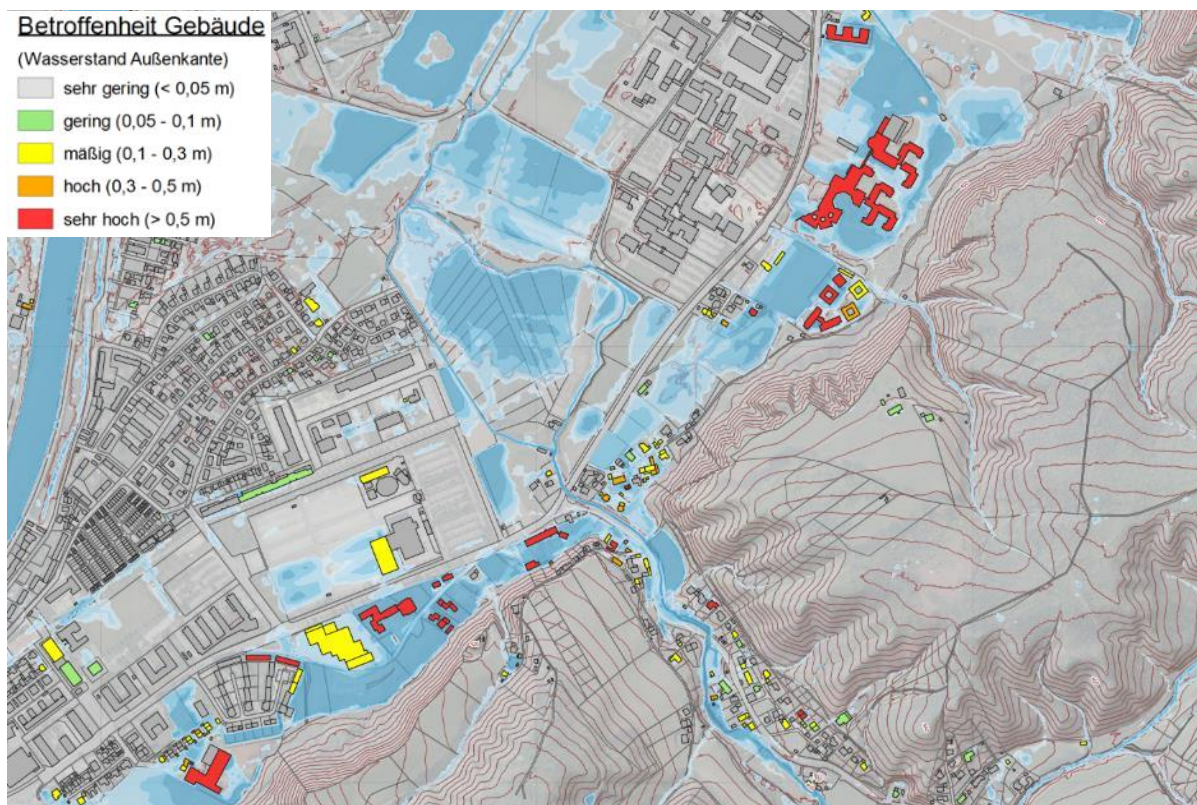 Betroffenheit Gebäude
(Wasserstand Außenkante)
sehr gering (< 0,05 m)
gering (0,05 - 0,1 m)
mäßig (0,1 - 0,3 m)
hoch (0,3 - 0,5 m)
sehr hoch (> 0,5 m)